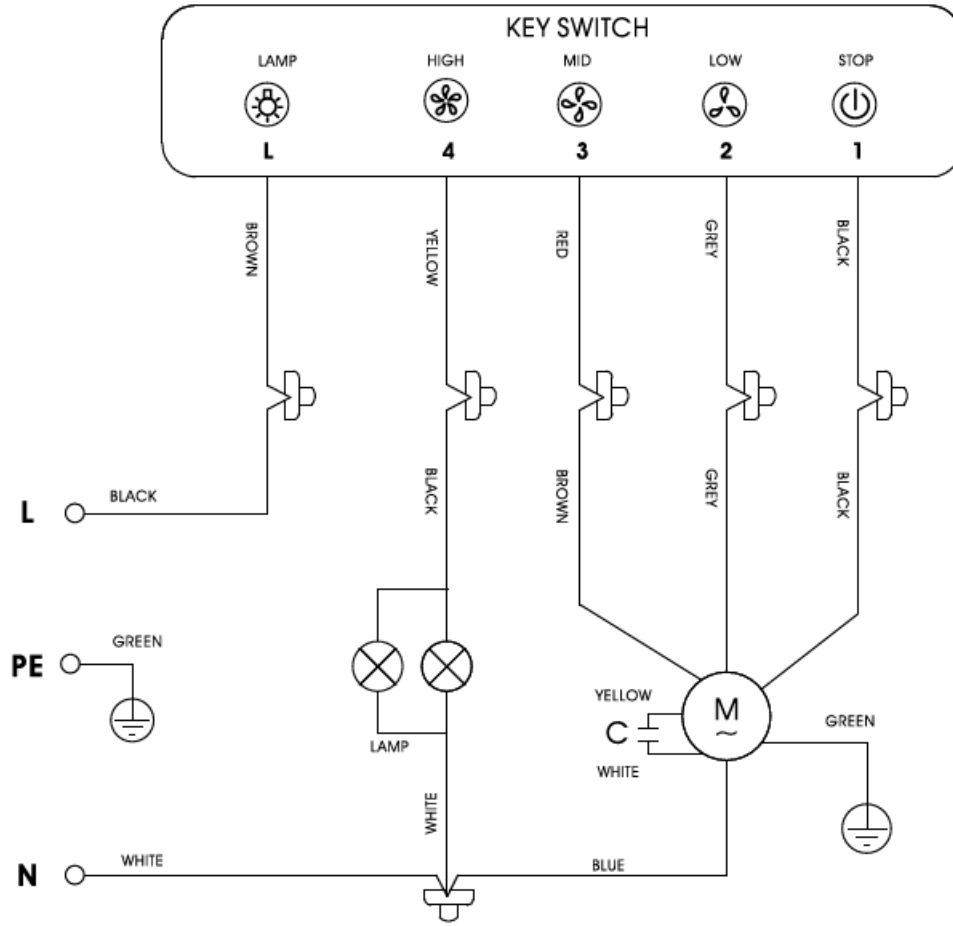 KEY SWITCH
LAMP HIGH MID LOW STOP
L 4 3 2 1
BROWN YELLOW RED GREY BLACK
BLACK BROWN GREY BLACK
L BLACK
PE GREEN
YELLOW
M
~
GREEN
C
LAMP
WHITE
WHITE
N WHITE
BLUE